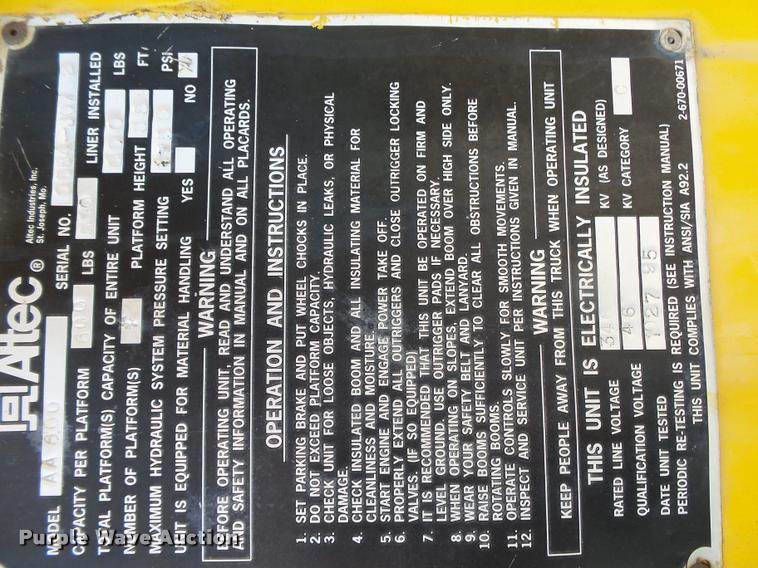 Altec ® Altec Industries, Inc.
St. Joseph, Mo.
MODEL AA 600 SERIAL NO.
CAPACITY PER PLATFORM 400 LBS LINER INSTALLED
TOTAL PLATFORM(S) CAPACITY OF ENTIRE UNIT LBS
NUMBER OF PLATFORM(S) PLATFORM HEIGHT FT.
MAXIMUM HYDRAULIC SYSTEM PRESSURE SETTING PSI
UNIT IS EQUIPPED FOR MATERIAL HANDLING YES NO
WARNING
BEFORE OPERATING UNIT, READ AND UNDERSTAND ALL OPERATING
AND SAFETY INFORMATION IN MANUAL AND ON ALL PLACARDS.
OPERATION AND INSTRUCTIONS
1. SET PARKING BRAKE AND PUT WHEEL CHOCKS IN PLACE.
2. DO NOT EXCEED PLATFORM CAPACITY.
3. CHECK UNIT FOR LOOSE OBJECTS, HYDRAULIC LEAKS, OR PHYSICAL
DAMAGE.
4. CHECK INSULATED BOOM AND ALL INSULATING MATERIAL FOR
CLEANLINESS AND MOISTURE.
5. START ENGINE AND ENGAGE POWER TAKE OFF.
6. PROPERLY EXTEND ALL OUTRIGGERS AND CLOSE OUTRIGGER LOCKING
VALVES, (IF SO EQUIPPED)
7. IT IS RECOMMENDED THAT THIS UNIT BE OPERATED ON FIRM AND
LEVEL GROUND. USE OUTRIGGER PADS IF NECESSARY.
8. WHEN OPERATING ON SLOPES, EXTEND BOOM OVER HIGH SIDE ONLY.
9. WEAR YOUR SAFETY BELT AND LANYARD.
10. RAISE BOOMS SUFFICIENTLY TO CLEAR ALL OBSTRUCTIONS BEFORE
ROTATING BOOMS.
11. OPERATE CONTROLS SLOWLY FOR SMOOTH MOVEMENTS.
12. INSPECT AND SERVICE UNIT PER INSTRUCTIONS GIVEN IN MANUAL.
WARNING
KEEP PEOPLE AWAY FROM THIS TRUCK WHEN OPERATING UNIT
THIS UNIT IS ELECTRICALLY INSULATED
RATED LINE VOLTAGE KV (AS DESIGNED)
QUALIFICATION VOLTAGE 46 KV CATEGORY C
DATE UNIT TESTED
PERIODIC RE-TESTING IS REQUIRED (SEE INSTRUCTION MANUAL)
THIS UNIT COMPLIES WITH ANSI/SIA A92.2 2-670-00671
Purple Wave Auction